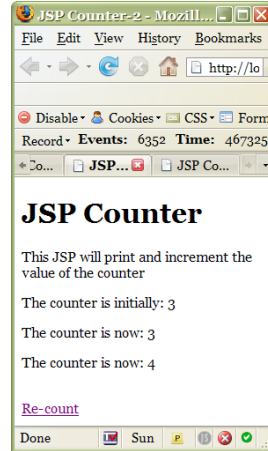 JSP Counter-2 - Mozill...
File Edit View History Bookmarks
http://lo
Disable Cookies CSS Form
Record Events: 6352 Time: 467325
Co... JSP... JSP Co...
JSP Counter
This JSP will print and increment the
value of the counter
The counter is initially: 3
The counter is now: 3
The counter is now: 4
Re-count
Done Sun P